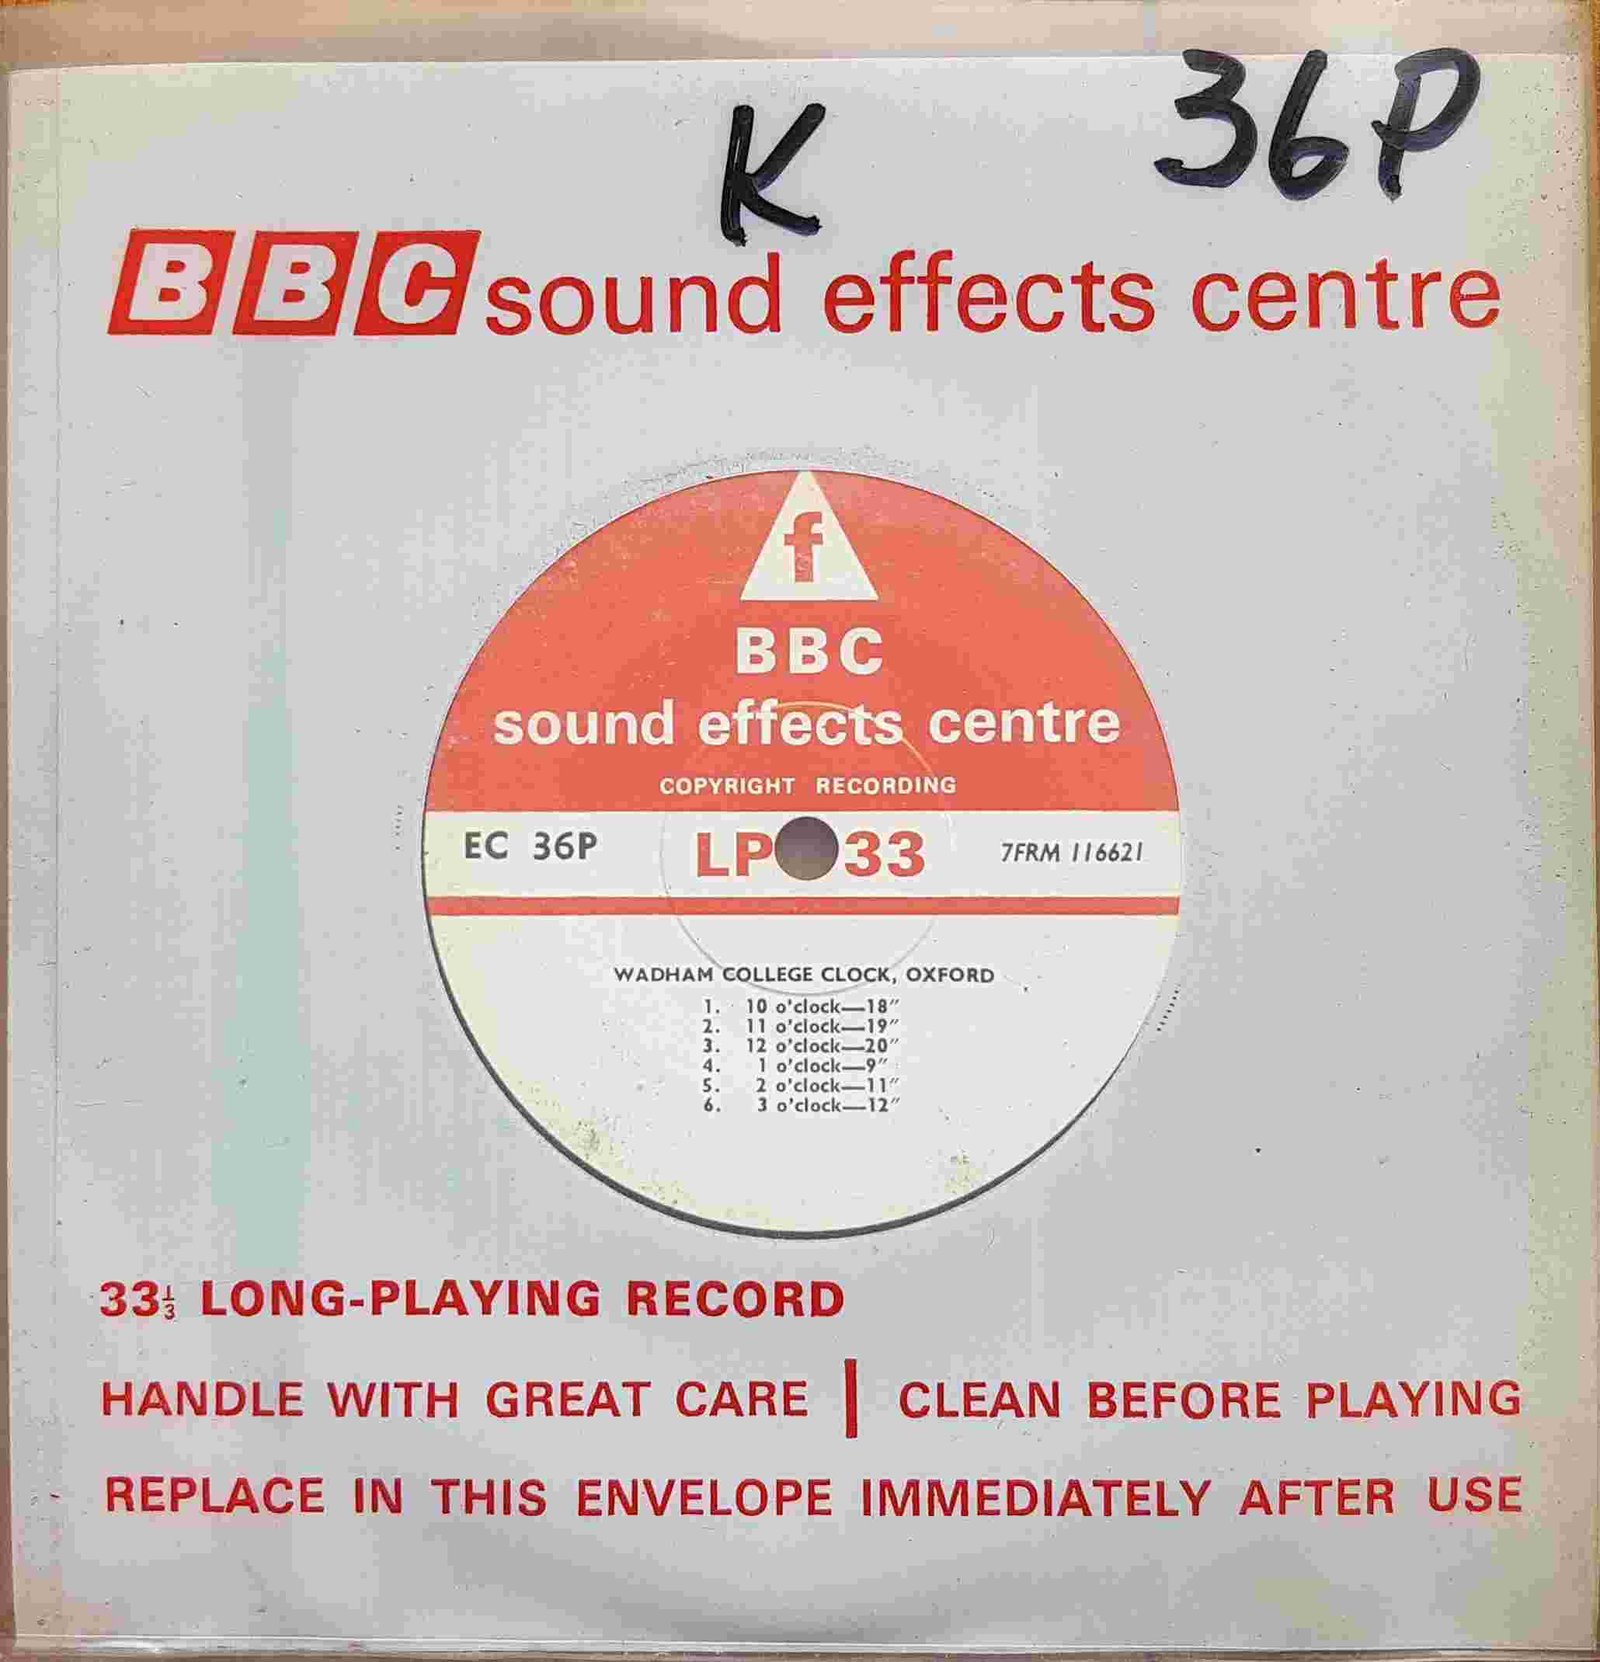 K 36P
BBC sound effects centre
f
BBC
sound effects centre
COPYRIGHT RECORDING
EC 36P LP 33 7FRM 116621
WADHAM COLLEGE CLOCK, OXFORD
1. 10 o'clock—18″
2. 11 o'clock—19″
3. 12 o'clock—20″
4. 1 o'clock—9″
5. 2 o'clock—11″
6. 3 o'clock—12″
33⅓ LONG-PLAYING RECORD
HANDLE WITH GREAT CARE | CLEAN BEFORE PLAYING
REPLACE IN THIS ENVELOPE IMMEDIATELY AFTER USE